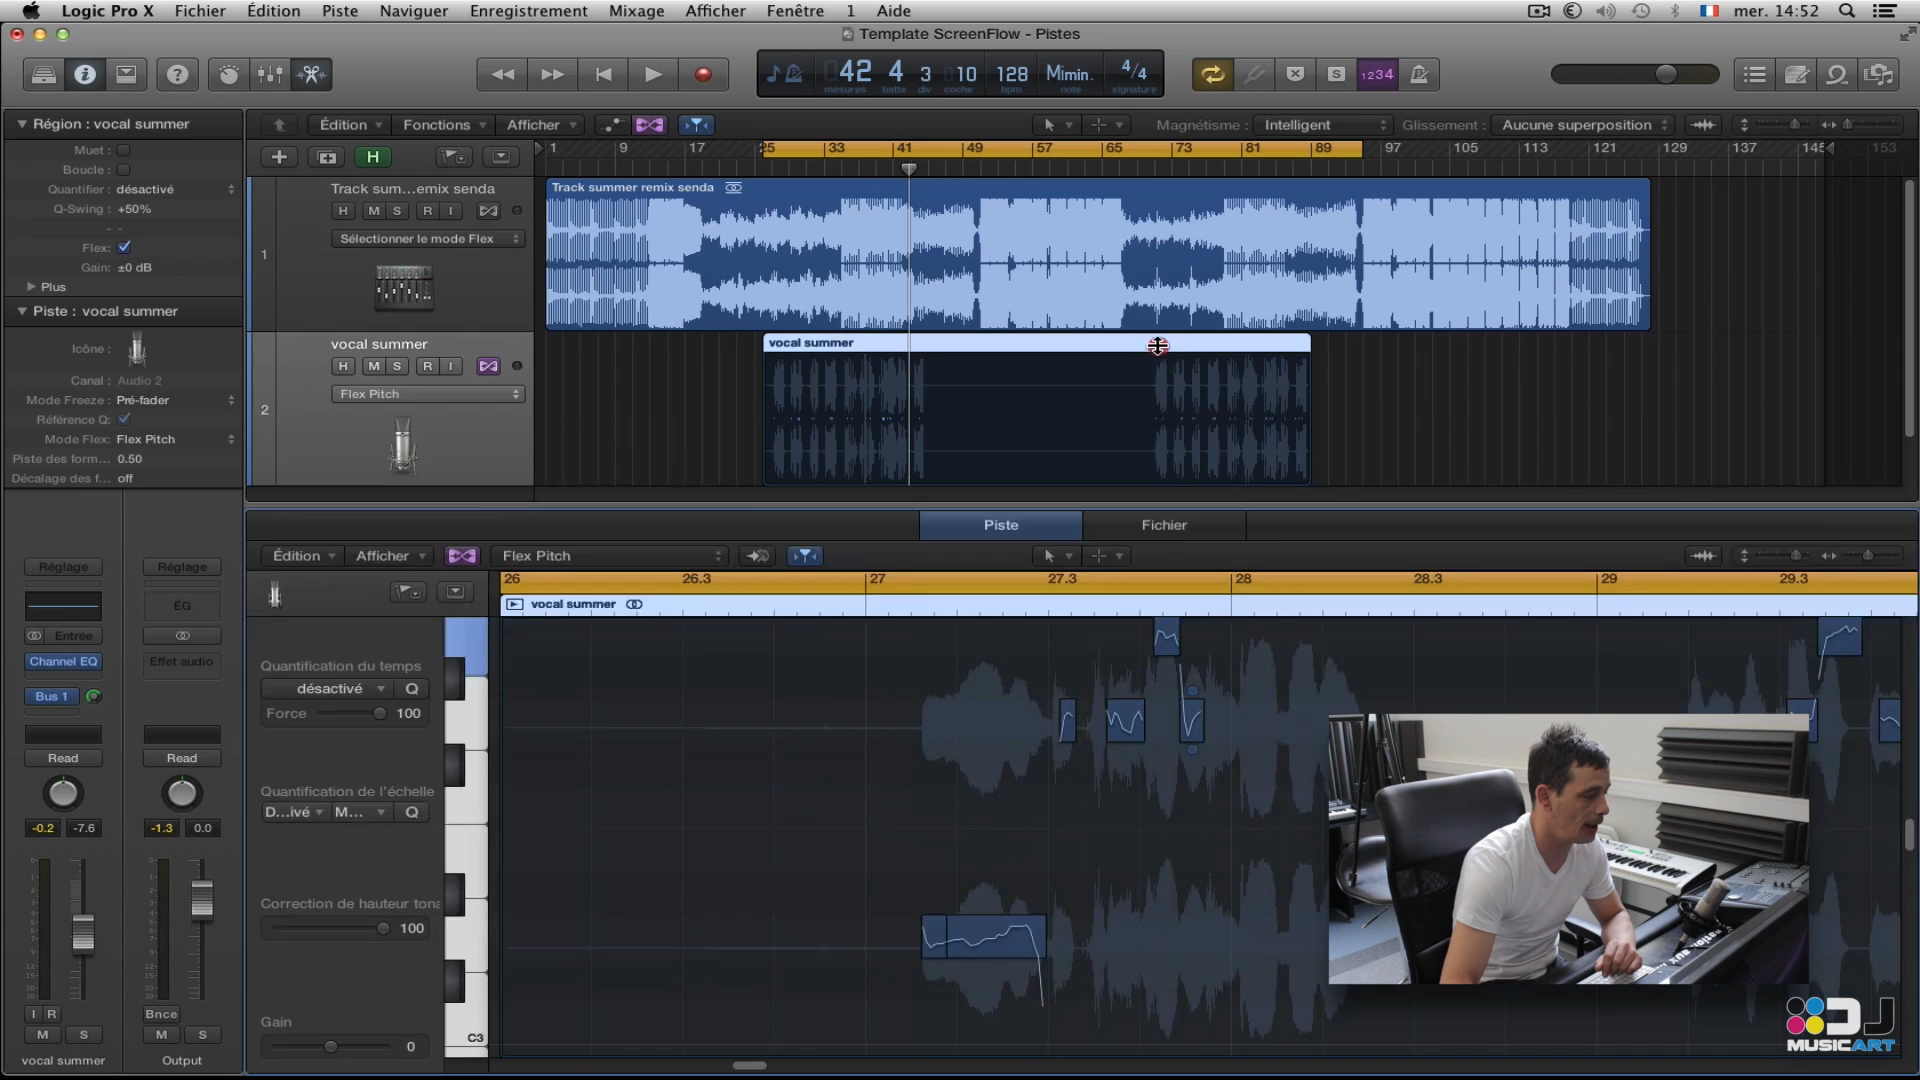 Logic Pro X Fichier Édition Piste Naviguer Enregistrement Mixage Afficher Fenêtre 1 Aide mer. 14:52
Template ScreenFlow - Pistes
42 4 3 10 128 Mimin. 4/4
mesures batte div coche bpm note signature
S 1234
Région : vocal summer
Édition Fonctions Afficher Magnétisme : Intelligent Glissement : Aucune superposition
Muet :
Boucle :
Quantifier : désactivé
Q-Swing : +50%
- -
Flex:
Gain: ±0 dB
Plus
H
1 9 17 25 33 41 49 57 65 73 81 89 97 105 113 121 129 137 145 153
1
Track sum…emix senda
H M S R I
Sélectionner le mode Flex
Track summer remix senda
Piste : vocal summer
Icône :
Canal : Audio 2
Mode Freeze : Pré-fader
Référence Q :
Mode Flex: Flex Pitch
Piste des form… 0.50
Décalage des f… off
2
vocal summer
H M S R I
Flex Pitch
vocal summer
Piste Fichier
Édition Afficher Flex Pitch
26 26.3 27 27.3 28 28.3 29 29.3
vocal summer
Réglage Réglage
ÉG
Entrée
Channel EQ Effet audio
Bus 1
Read Read
-0.2 -7.6 -1.3 0.0
I R Bnce
M S M S
vocal summer Output
Quantification du temps
désactivé Q
Force 100
Quantification de l'échelle
D…ivé M… Q
Correction de hauteur tona
100
Gain
0
C3
DJ
MUSICART